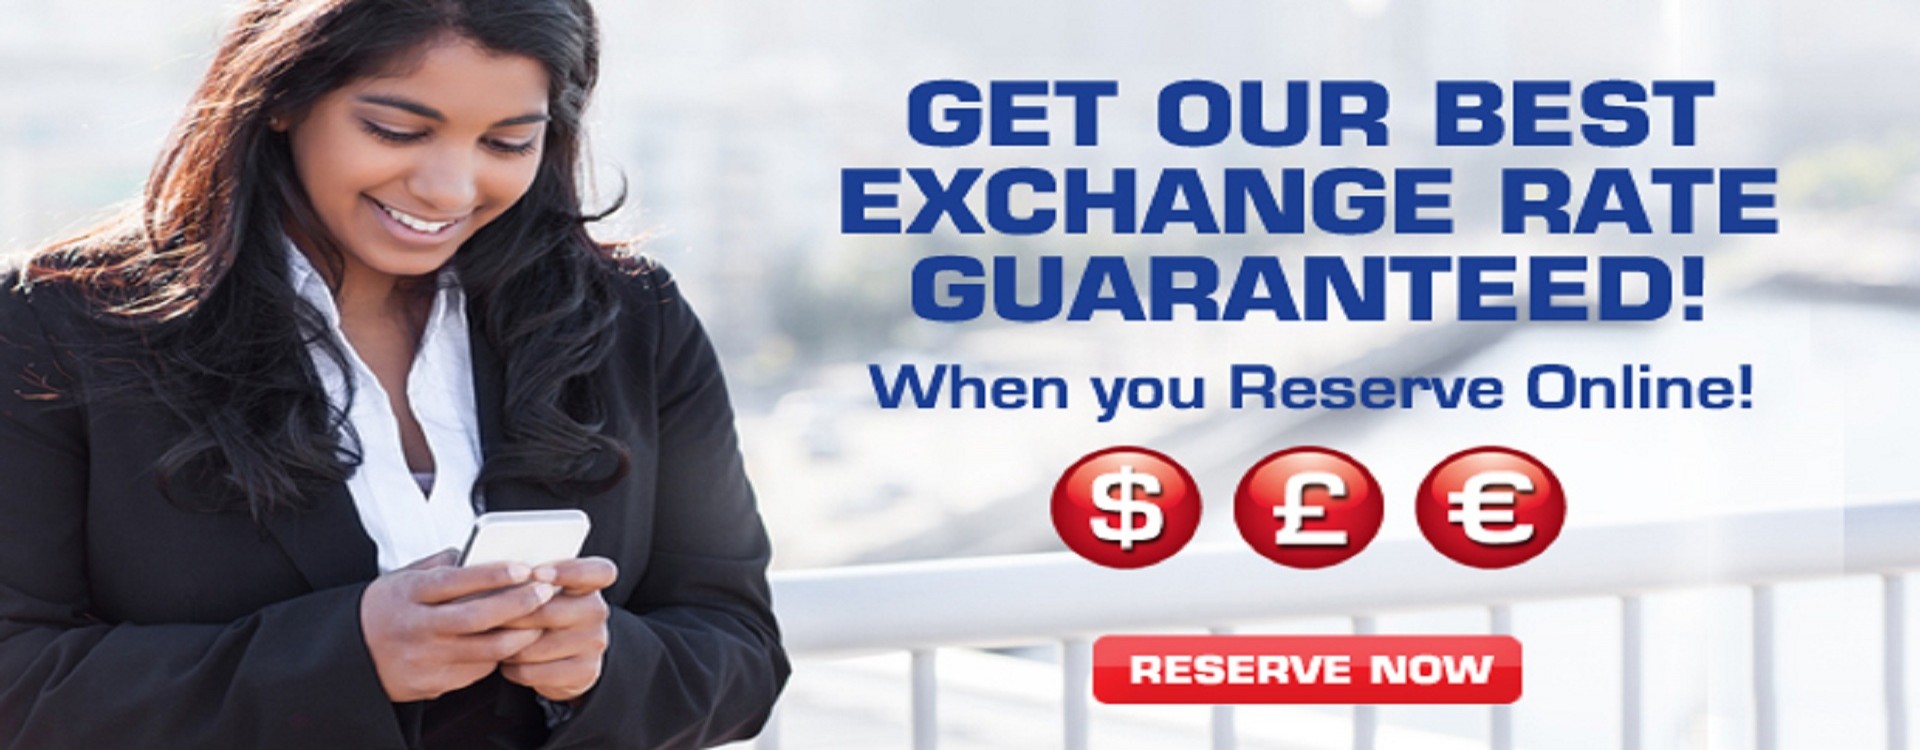 GET OUR BEST
EXCHANGE RATE
GUARANTEED!
When you Reserve Online!
$ £ €
RESERVE NOW